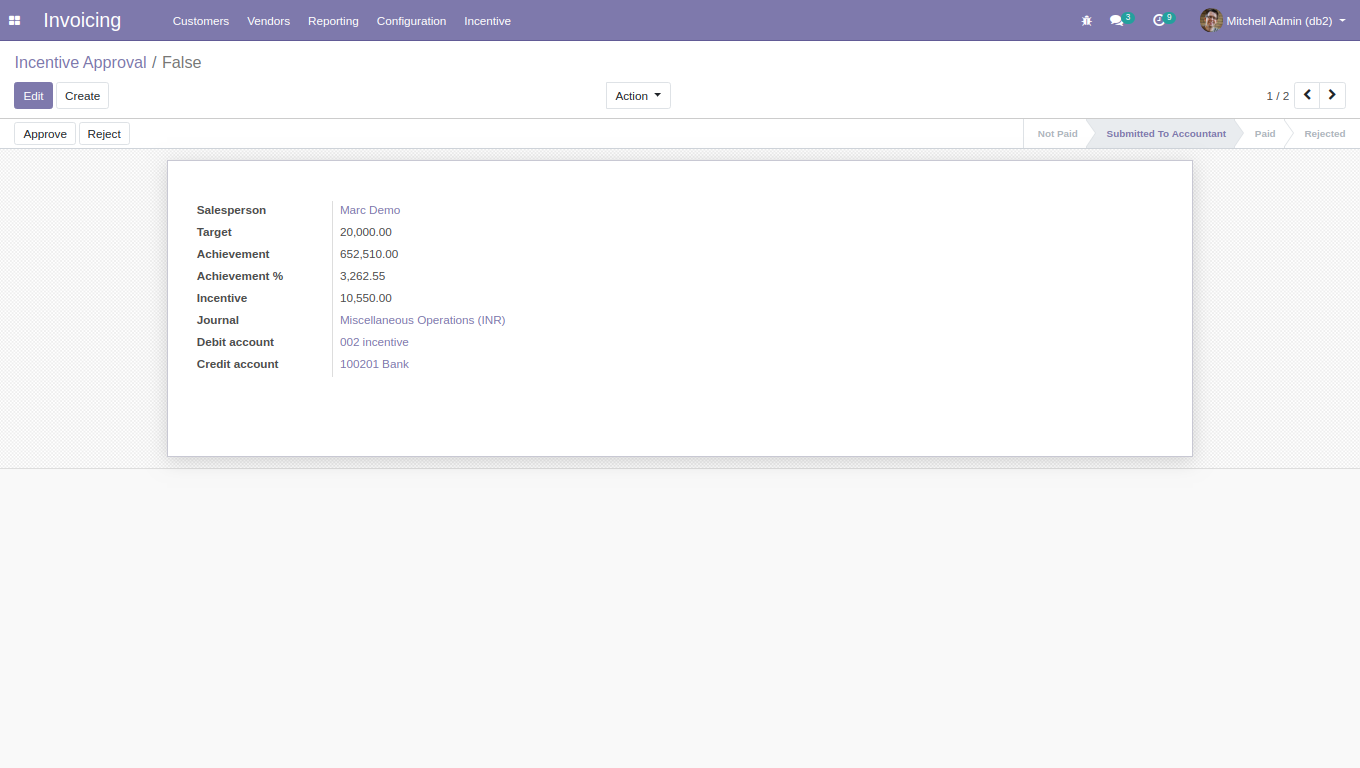 Invoicing Customers Vendors Reporting Configuration Incentive 3 9 Mitchell Admin (db2)
Incentive Approval / False
Edit Create Action 1 / 2
Approve Reject Not Paid Submitted To Accountant Paid Rejected
Salesperson Marc Demo
Target 20,000.00
Achievement 652,510.00
Achievement % 3,262.55
Incentive 10,550.00
Journal Miscellaneous Operations (INR)
Debit account 002 incentive
Credit account 100201 Bank